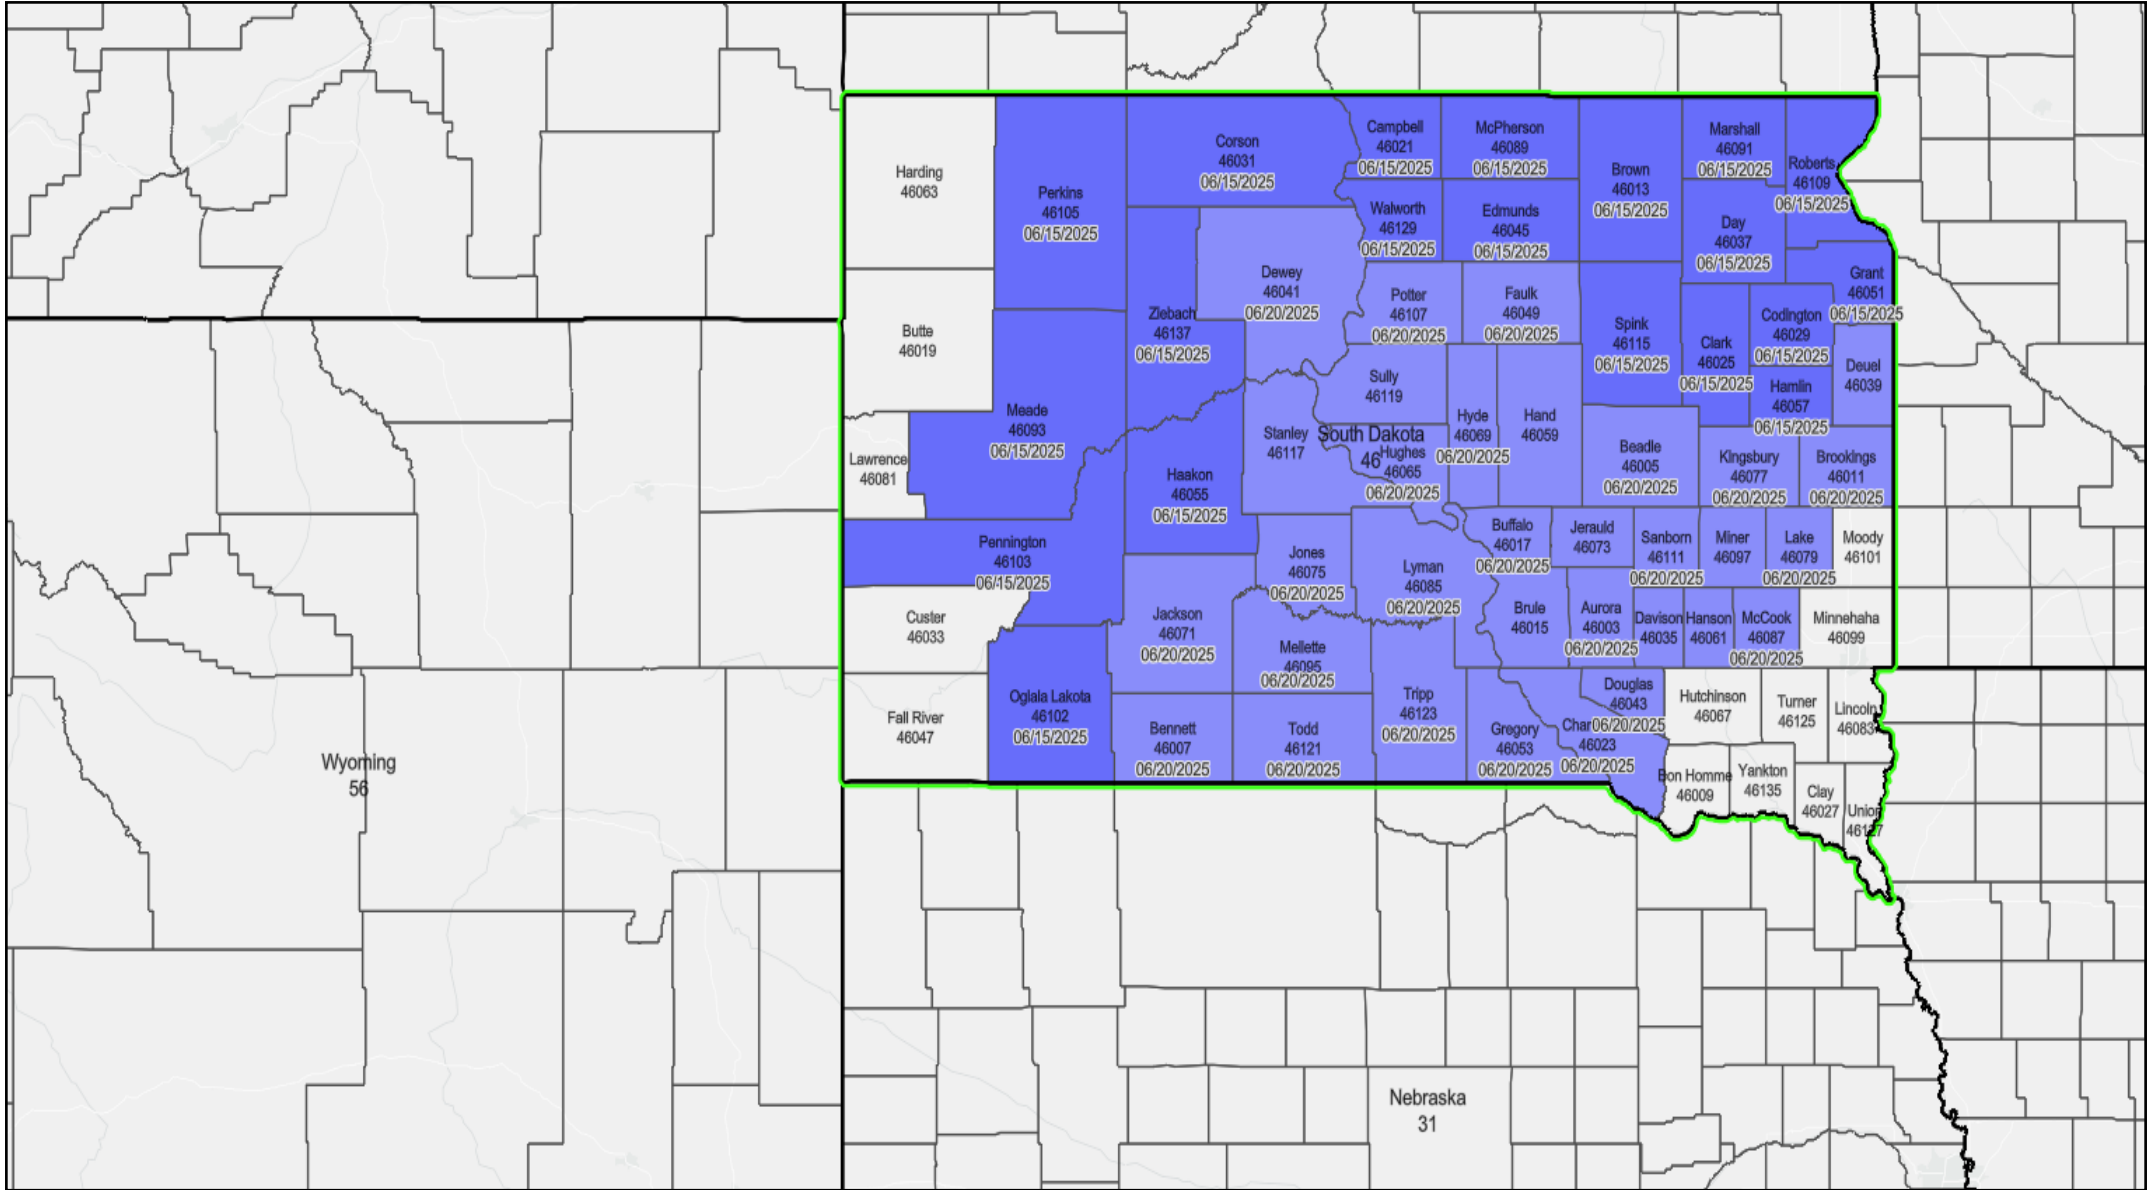 Harding
46063
Perkins
46105
06/15/2025
Corson
46031
06/15/2025
Campbell
46021
06/15/2025
McPherson
46089
06/15/2025
Brown
46013
06/15/2025
Marshall
46091
06/15/2025
Roberts
46109
06/15/2025
Walworth
46129
06/15/2025
Edmunds
46045
06/15/2025
Day
46037
06/15/2025
Grant
46051
06/15/2025
Butte
46019
Ziebach
46137
06/15/2025
Dewey
46041
06/20/2025
Potter
46107
06/20/2025
Faulk
46049
06/20/2025
Spink
46115
06/15/2025
Clark
46025
06/15/2025
Codington
46029
06/15/2025
Deuel
46039
Hamlin
46057
06/15/2025
Meade
46093
06/15/2025
Sully
46119
Hyde
46069
06/20/2025
Hand
46059
Lawrence
46081
Haakon
46055
06/15/2025
Stanley
46117
South Dakota
46
Hughes
46065
06/20/2025
Beadle
46005
06/20/2025
Kingsbury
46077
06/20/2025
Brookings
46011
06/20/2025
Pennington
46103
06/15/2025
Jones
46075
06/20/2025
Lyman
46085
06/20/2025
Buffalo
46017
06/20/2025
Jerauld
46073
Sanborn
46111
06/20/2025
Miner
46097
Lake
46079
06/20/2025
Moody
46101
Custer
46033
Jackson
46071
06/20/2025
Mellette
46095
06/20/2025
Brule
46015
Aurora
46003
06/20/2025
Davison
46035
Hanson
46061
McCook
46087
06/20/2025
Minnehaha
46099
Fall River
46047
Oglala Lakota
46102
06/15/2025
Bennett
46007
06/20/2025
Todd
46121
06/20/2025
Tripp
46123
06/20/2025
Gregory
46053
06/20/2025
Douglas
46043
06/20/2025
Char
46023
06/20/2025
Hutchinson
46067
Turner
46125
Lincoln
46083
Bon Homme
46009
Yankton
46135
Clay
46027
Union
46127
Wyoming
56
Nebraska
31